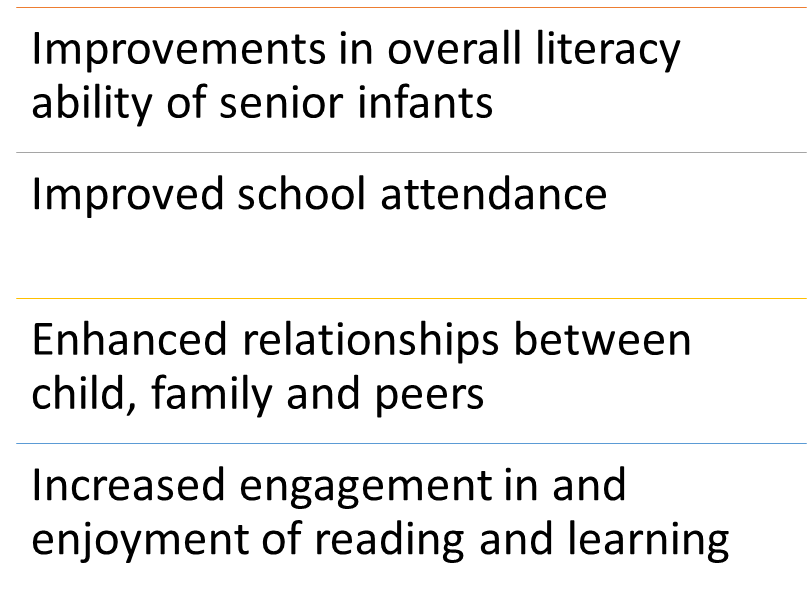 Improvements in overall literacy
ability of senior infants
Improved school attendance
Enhanced relationships between
child, family and peers
Increased engagement in and
enjoyment of reading and learning